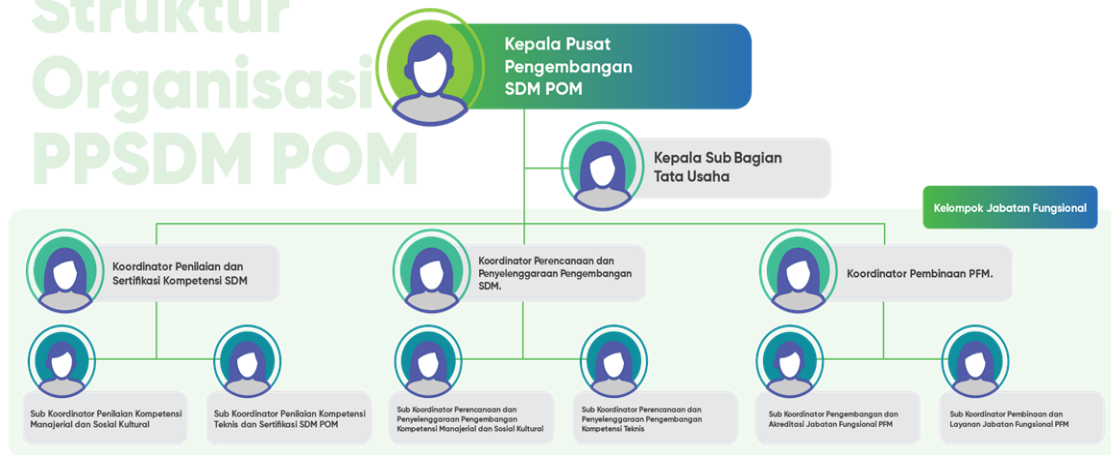 Struktur
Organisasi
PPSDM POM
Kepala Pusat
Pengembangan
SDM POM
Kepala Sub Bagian
Tata Usaha
Kelompok Jabatan Fungsional
Koordinator Penilaian dan
Sertifikasi Kompetensi SDM
Koordinator Perencanaan dan
Penyelenggaraan Pengembangan
SDM.
Koordinator Pembinaan PFM.
Sub Koordinator Penilaian Kompetensi
Manajerial dan Sosial Kultural
Sub Koordinator Penilaian Kompetensi
Teknis dan Sertifikasi SDM POM
Sub Koordinator Perencanaan dan
Penyelenggaraan Pengembangan
Kompetensi Manajerial dan Sosial Kultural
Sub Koordinator Perencanaan dan
Penyelenggaraan Pengembangan
Kompetensi Teknis
Sub Koordinator Pengembangan dan
Akreditasi Jabatan Fungsional PFM
Sub Koordinator Pembinaan dan
Layanan Jabatan Fungsional PFM